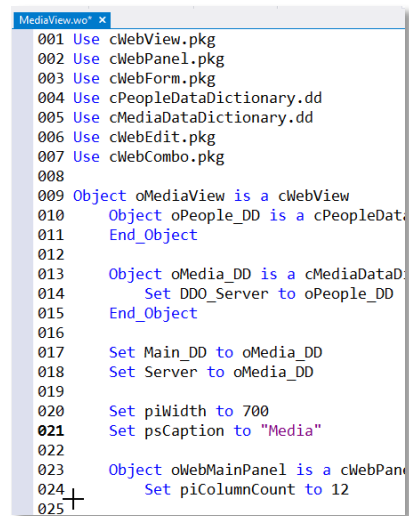 MediaView.wo* ×
001 Use cWebView.pkg
002 Use cWebPanel.pkg
003 Use cWebForm.pkg
004 Use cPeopleDataDictionary.dd
005 Use cMediaDataDictionary.dd
006 Use cWebEdit.pkg
007 Use cWebCombo.pkg
008
009 Object oMediaView is a cWebView
010 Object oPeople_DD is a cPeopleData
011 End_Object
012
013 Object oMedia_DD is a cMediaDataD
014 Set DDO_Server to oPeople_DD
015 End_Object
016
017 Set Main_DD to oMedia_DD
018 Set Server to oMedia_DD
019
020 Set piWidth to 700
021 Set psCaption to "Media"
022
023 Object oWebMainPanel is a cWebPane
024 Set piColumnCount to 12
025